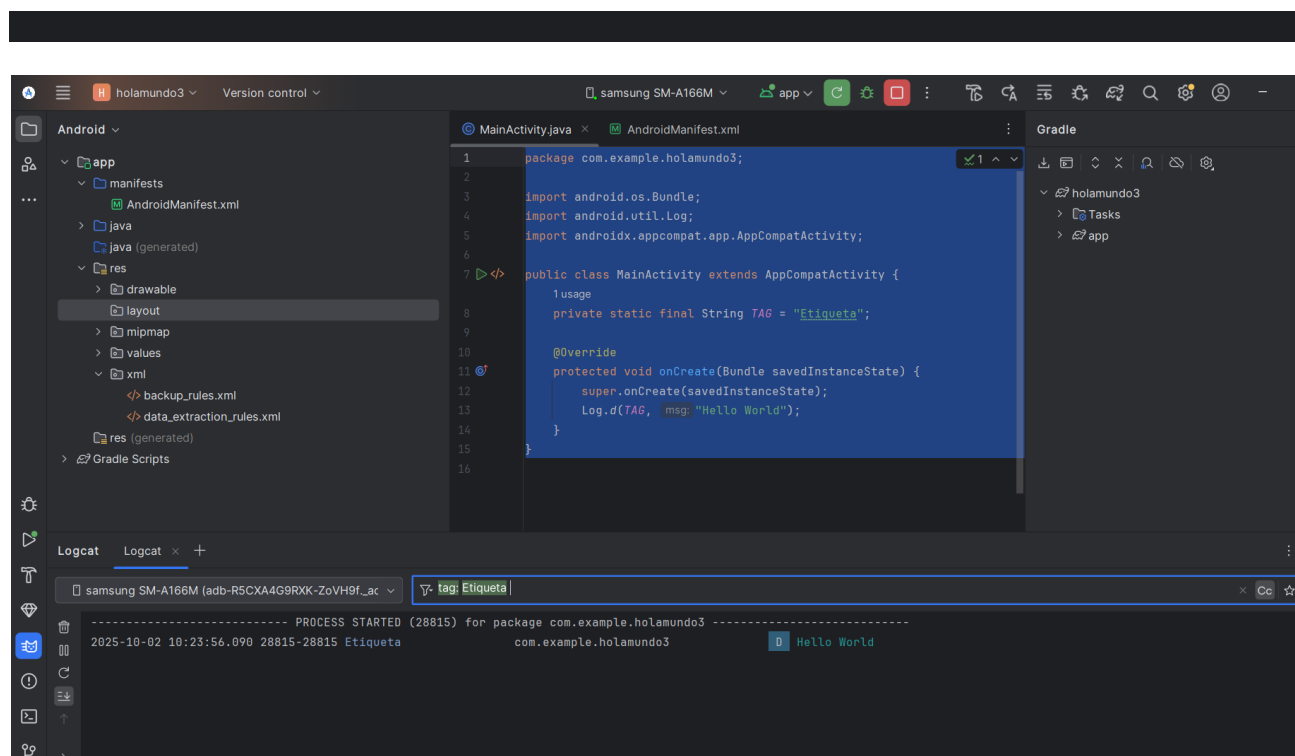 H holamundo3 Version control samsung SM-A166M app
Android
app
manifests
AndroidManifest.xml
java
java (generated)
res
drawable
layout
mipmap
values
xml
backup_rules.xml
data_extraction_rules.xml
res (generated)
Gradle Scripts
MainActivity.java AndroidManifest.xml
1 package com.example.holamundo3; 1
2
3 import android.os.Bundle;
4 import android.util.Log;
5 import androidx.appcompat.app.AppCompatActivity;
6
7 public class MainActivity extends AppCompatActivity {
1 usage
8 private static final String TAG = "Etiqueta";
9
10 @Override
11 protected void onCreate(Bundle savedInstanceState) {
12 super.onCreate(savedInstanceState);
13 Log.d(TAG, msg: "Hello World");
14 }
15 }
16
Gradle
holamundo3
Tasks
app
Logcat Logcat
samsung SM-A166M (adb-R5CXA4G9RXK-ZoVH9f._ac tag: Etiqueta Cc
---------------------------- PROCESS STARTED (28815) for package com.example.holamundo3 ----------------------------
2025-10-02 10:23:56.090 28815-28815 Etiqueta com.example.holamundo3 D Hello World